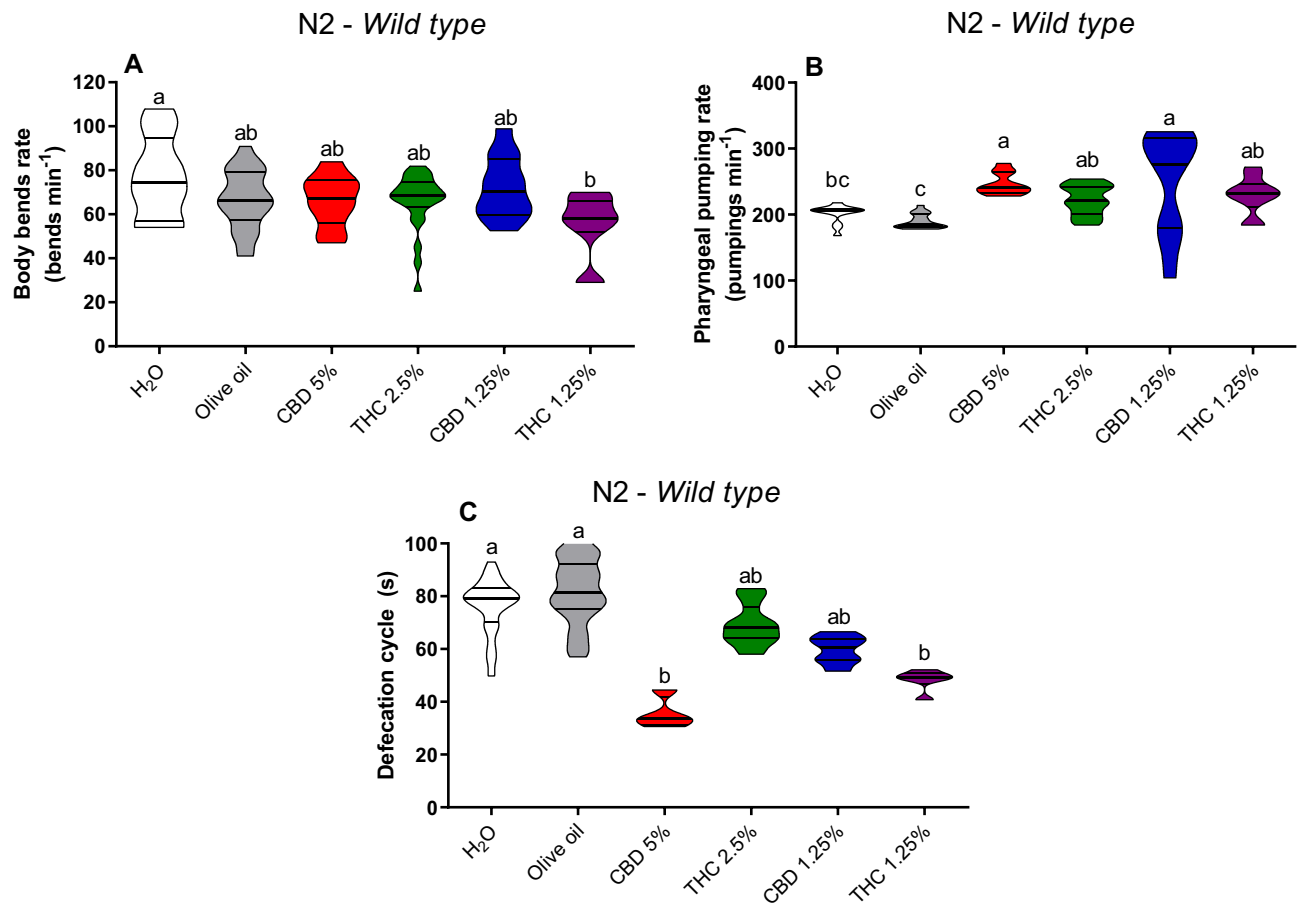 N2 - Wild type
A
Body bends rate
(bends min⁻¹)
120
100
80
60
40
20
0
a
ab
ab
ab
ab
b
H₂O
Olive oil
CBD 5%
THC 2.5%
CBD 1.25%
THC 1.25%
N2 - Wild type
B
Pharyngeal pumping rate
(pumpings min⁻¹)
400
300
200
100
0
bc
c
a
ab
a
ab
H₂O
Olive oil
CBD 5%
THC 2.5%
CBD 1.25%
THC 1.25%
N2 - Wild type
C
Defecation cycle (s)
100
80
60
40
20
0
a
a
b
ab
ab
b
H₂O
Olive oil
CBD 5%
THC 2.5%
CBD 1.25%
THC 1.25%